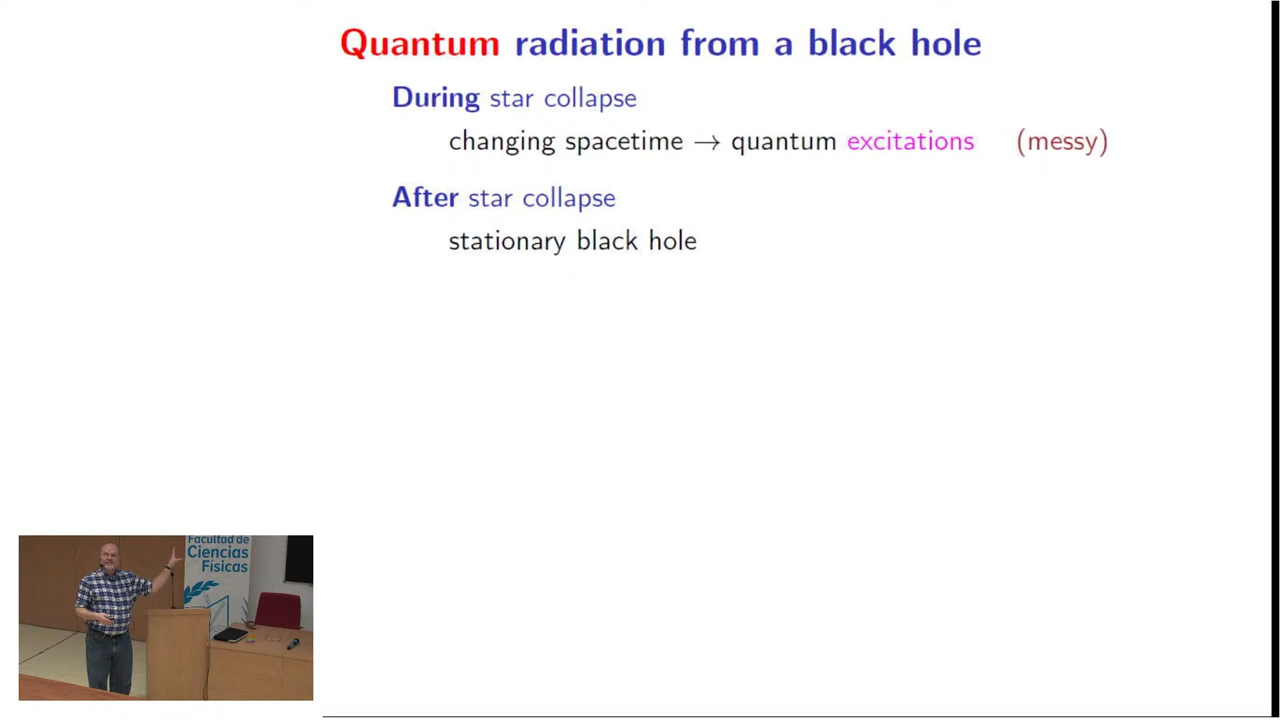 Quantum radiation from a black hole
During star collapse
changing spacetime → quantum excitations (messy)
After star collapse
stationary black hole
Facultad de
Ciencias
Físicas